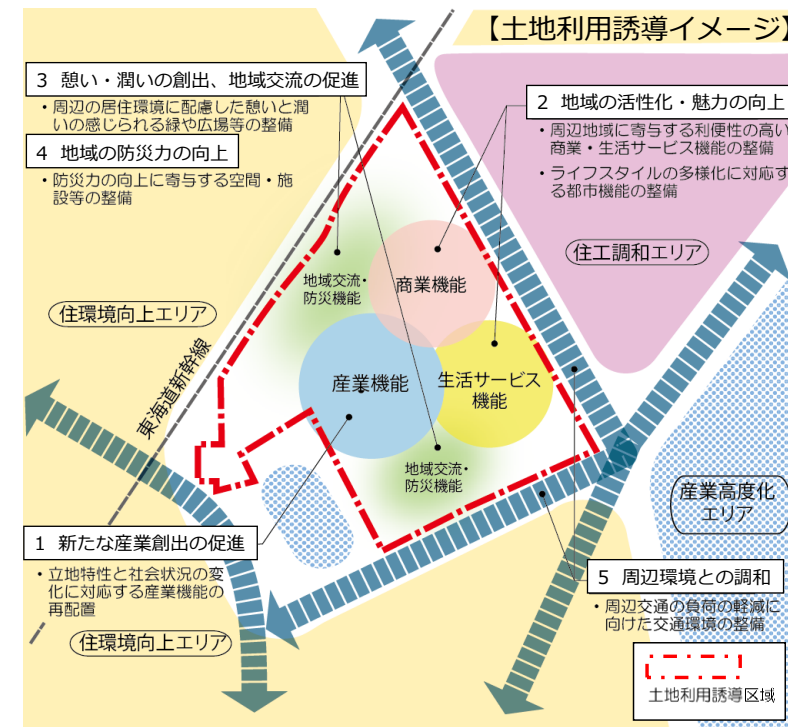 【土地利用誘導イメージ】
3 憩い・潤いの創出、地域交流の促進
・周辺の居住環境に配慮した憩いと潤
いの感じられる緑や広場等の整備
4 地域の防災力の向上
・防災力の向上に寄与する空間・施
設等の整備
2 地域の活性化・魅力の向上
・周辺地域に寄与する利便性の高い
商業・生活サービス機能の整備
・ライフスタイルの多様化に対応す
る都市機能の整備
住工調和エリア
地域交流・
防災機能
商業機能
住環境向上エリア
東海道新幹線
産業機能
生活サービス
機能
地域交流・
防災機能
産業高度化
エリア
1 新たな産業創出の促進
・立地特性と社会状況の変
化に対応する産業機能の
再配置
住環境向上エリア
5 周辺環境との調和
・周辺交通の負荷の軽減に
向けた交通環境の整備
土地利用誘導区域